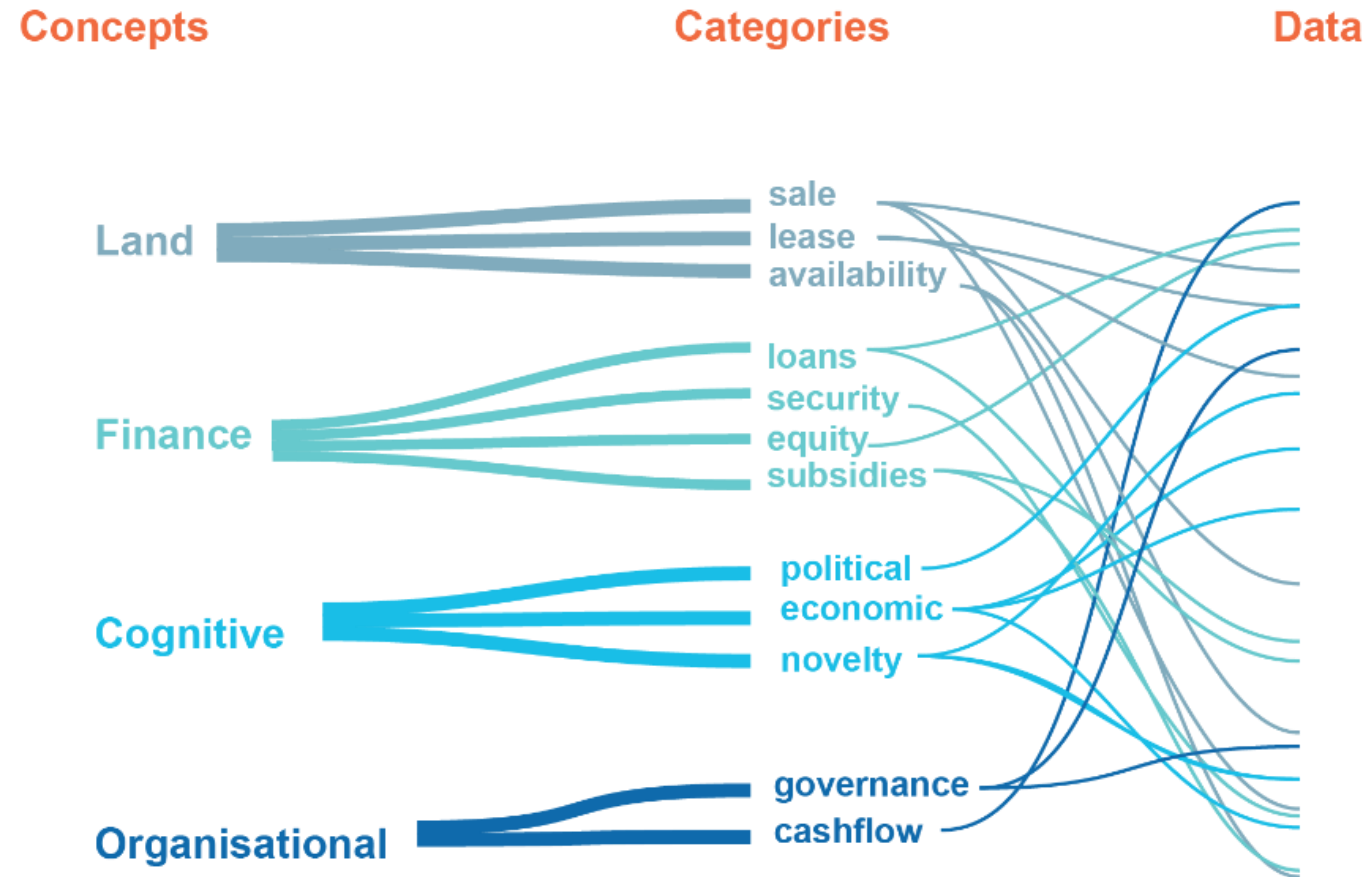 Concepts Categories Data
Land
sale
lease
availability
Finance
loans
security
equity
subsidies
Cognitive
political
economic
novelty
Organisational
governance
cashflow